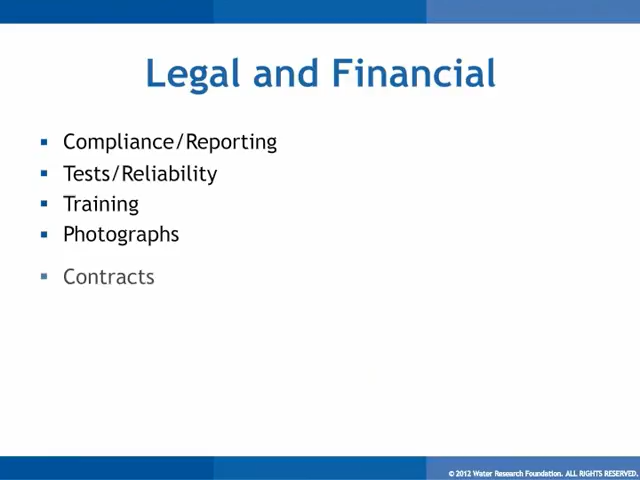 Legal and Financial
▪ Compliance/Reporting
▪ Tests/Reliability
▪ Training
▪ Photographs
▪ Contracts
© 2012 Water Research Foundation. ALL RIGHTS RESERVED.